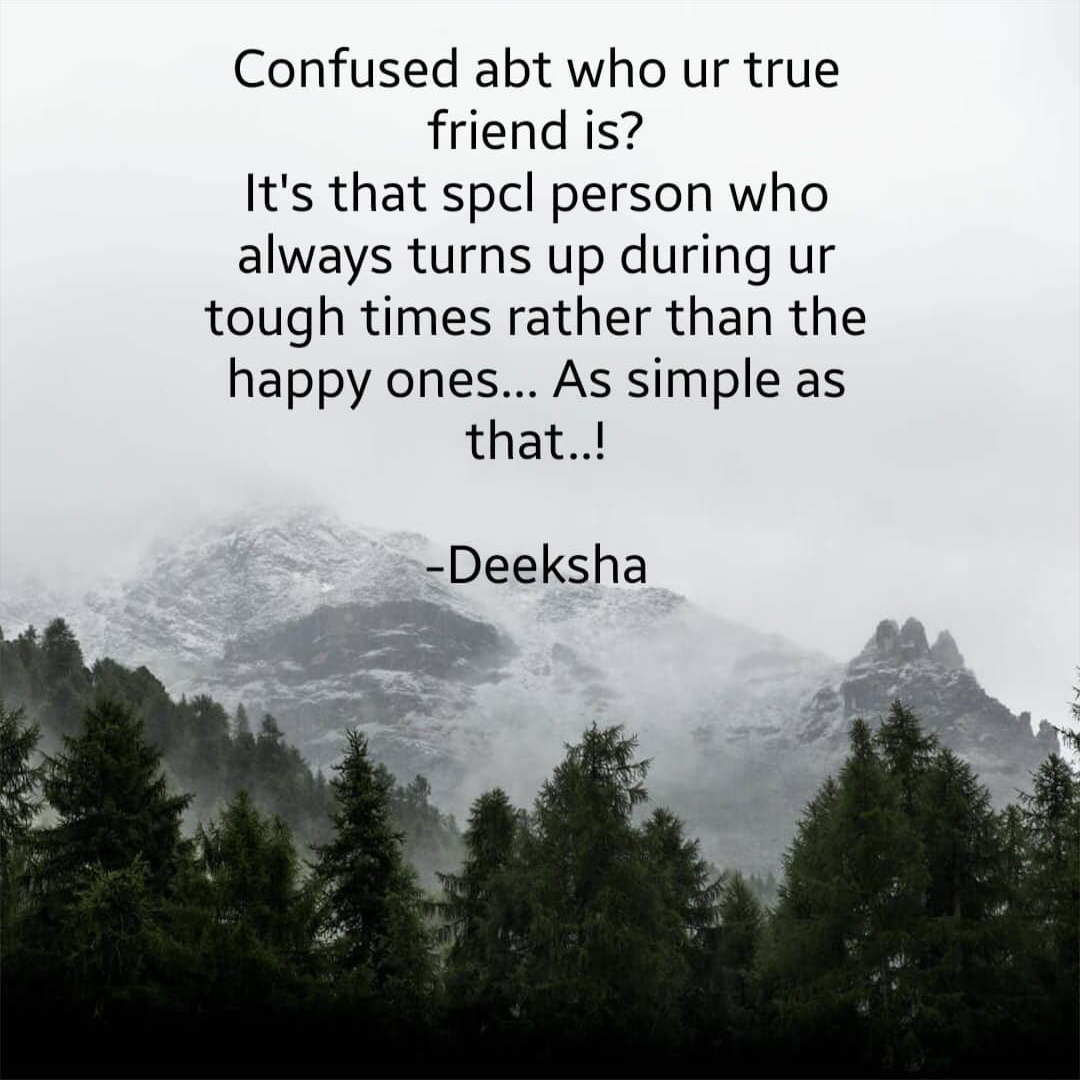 Confused abt who ur true
friend is?
It's that spcl person who
always turns up during ur
tough times rather than the
happy ones... As simple as
that..!
-Deeksha